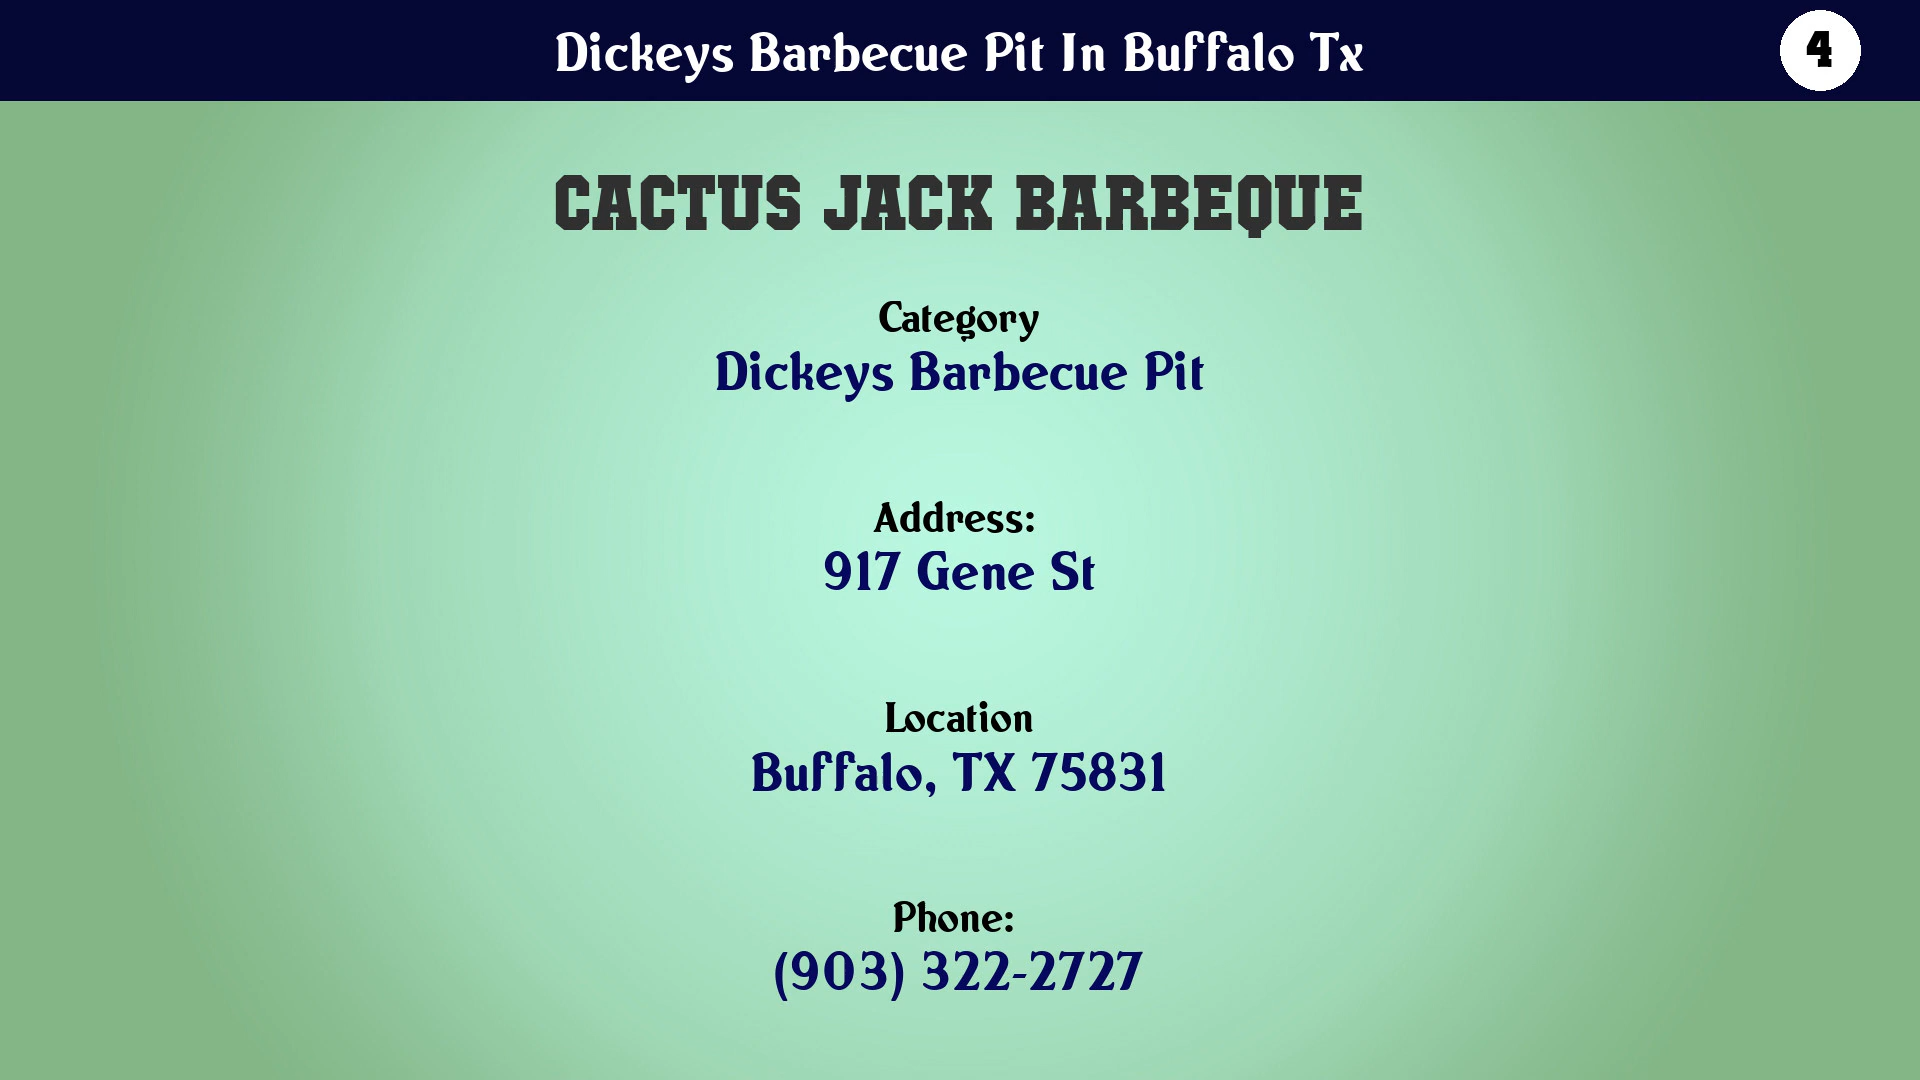 Dickeys Barbecue Pit In Buffalo Tx
4
CACTUS JACK BARBEQUE
Category
Dickeys Barbecue Pit
Address:
917 Gene St
Location
Buffalo, TX 75831
Phone:
(903) 322-2727